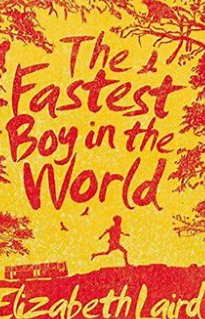 The
Fastest
Boy in the
World
Elizabeth Laird